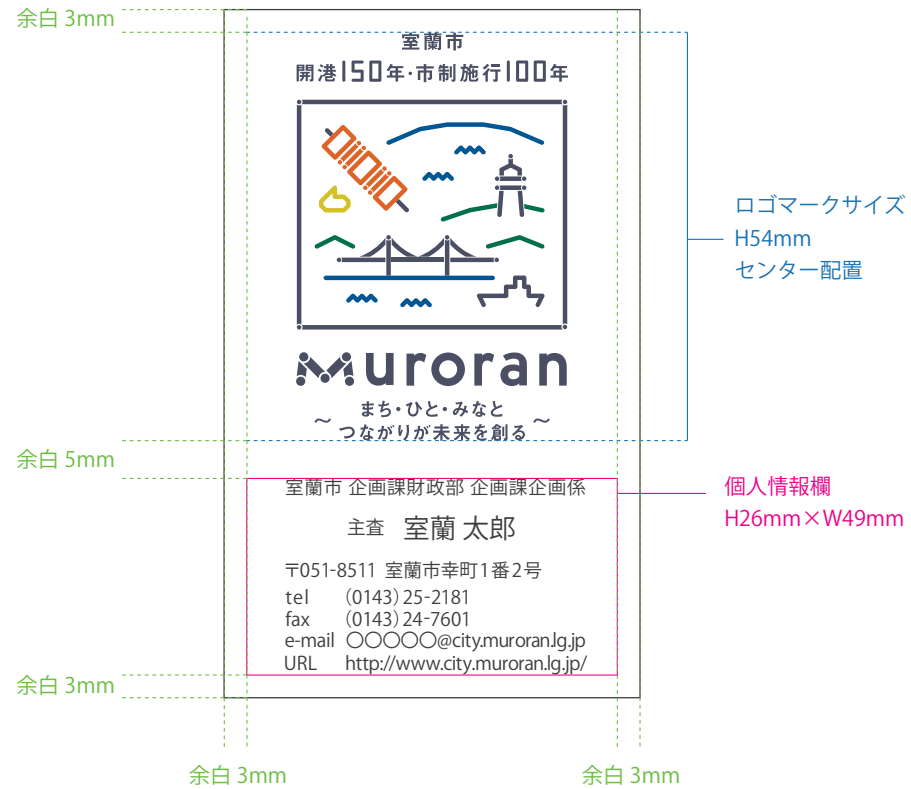 余白 3mm
室蘭市
開港150年・市制施行100年
ロゴマークサイズ
H54mm
センター配置
Muroran
まち・ひと・みなと
～つながりが未来を創る～
余白 5mm
個人情報欄
H26mm×W49mm
室蘭市 企画課財政部 企画課企画係
主査 室蘭 太郎
〒051-8511 室蘭市幸町1番2号
tel (0143)25-2181
fax (0143)24-7601
e-mail 〇〇〇〇〇@city.muroran.lg.jp
URL http://www.city.muroran.lg.jp/
余白 3mm
余白 3mm
余白 3mm